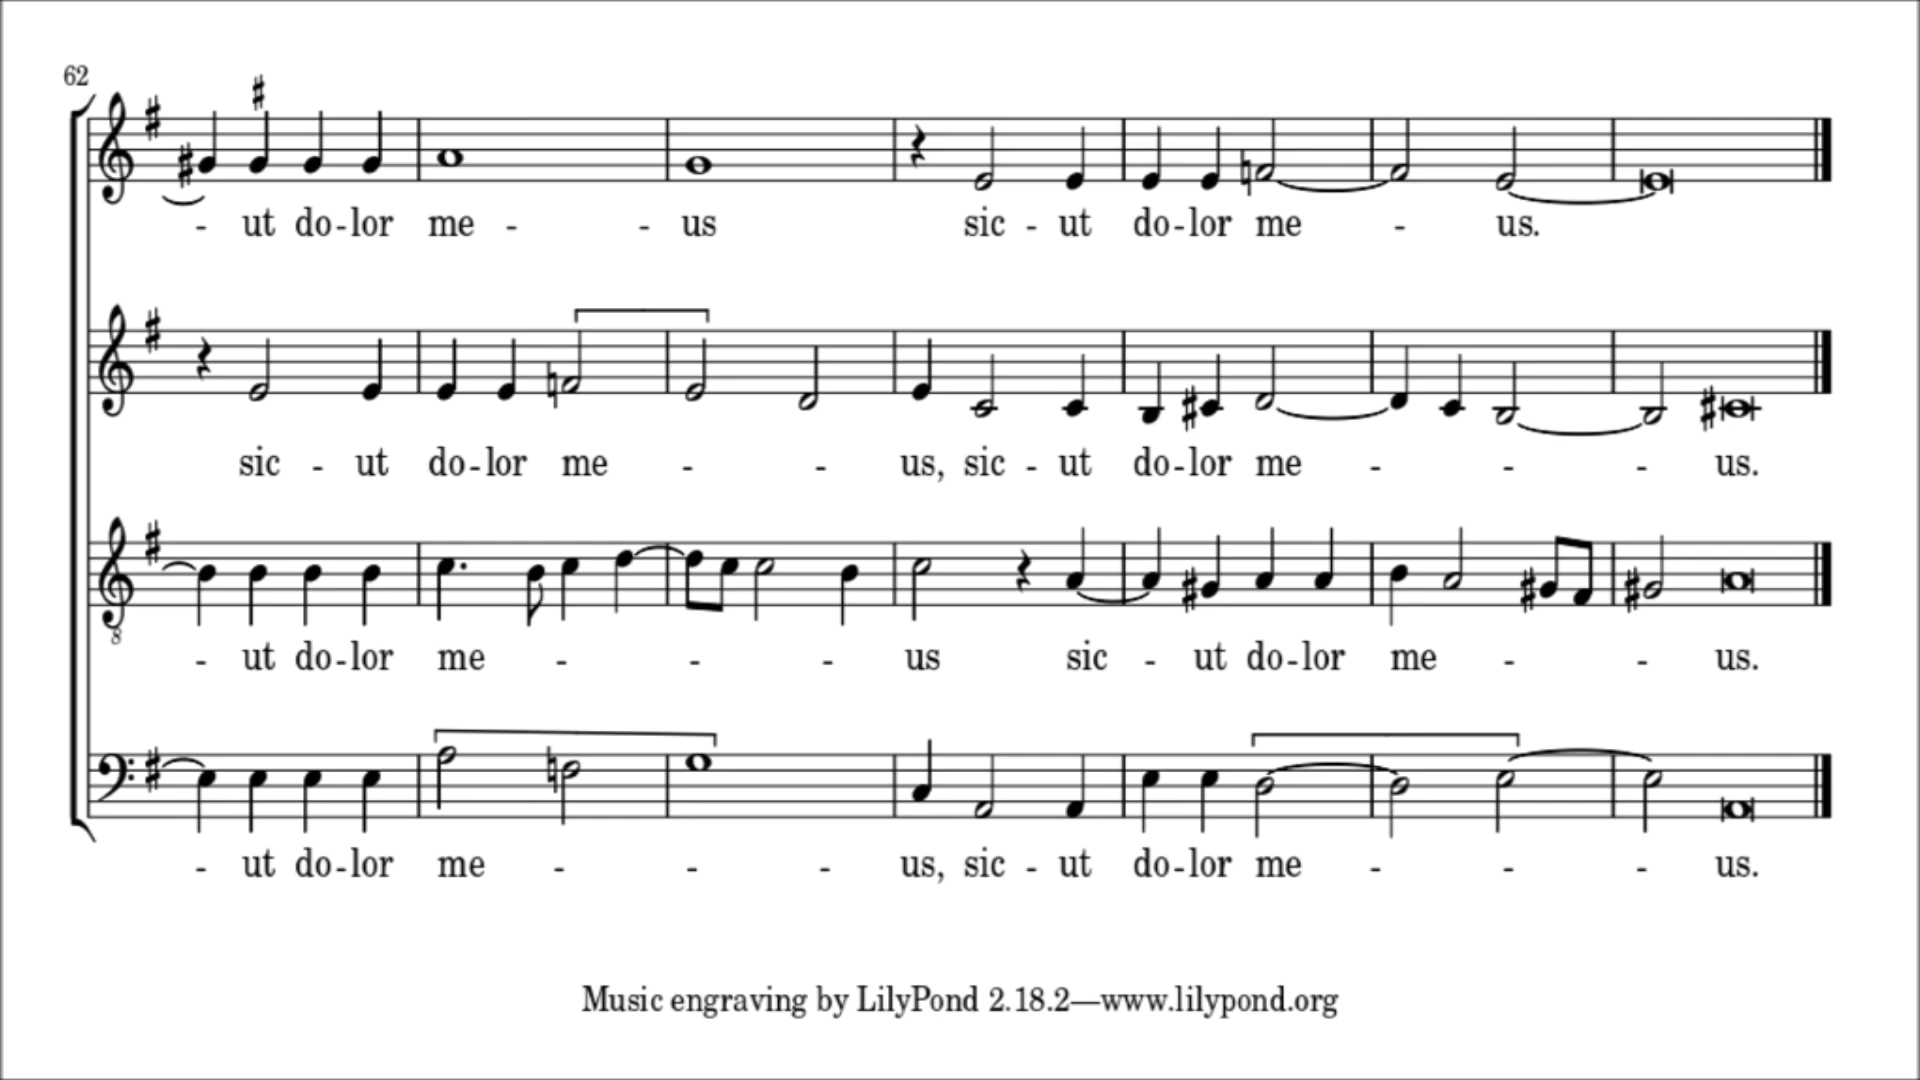 62
- ut do - lor me - - us sic - ut do - lor me - us.
sic - ut do - lor me - - us, sic - ut do - lor me - - - us.
8
- ut do - lor me - - - us sic - ut do - lor me - - us.
- ut do - lor me - - - us, sic - ut do - lor me - - - us.
Music engraving by LilyPond 2.18.2—www.lilypond.org